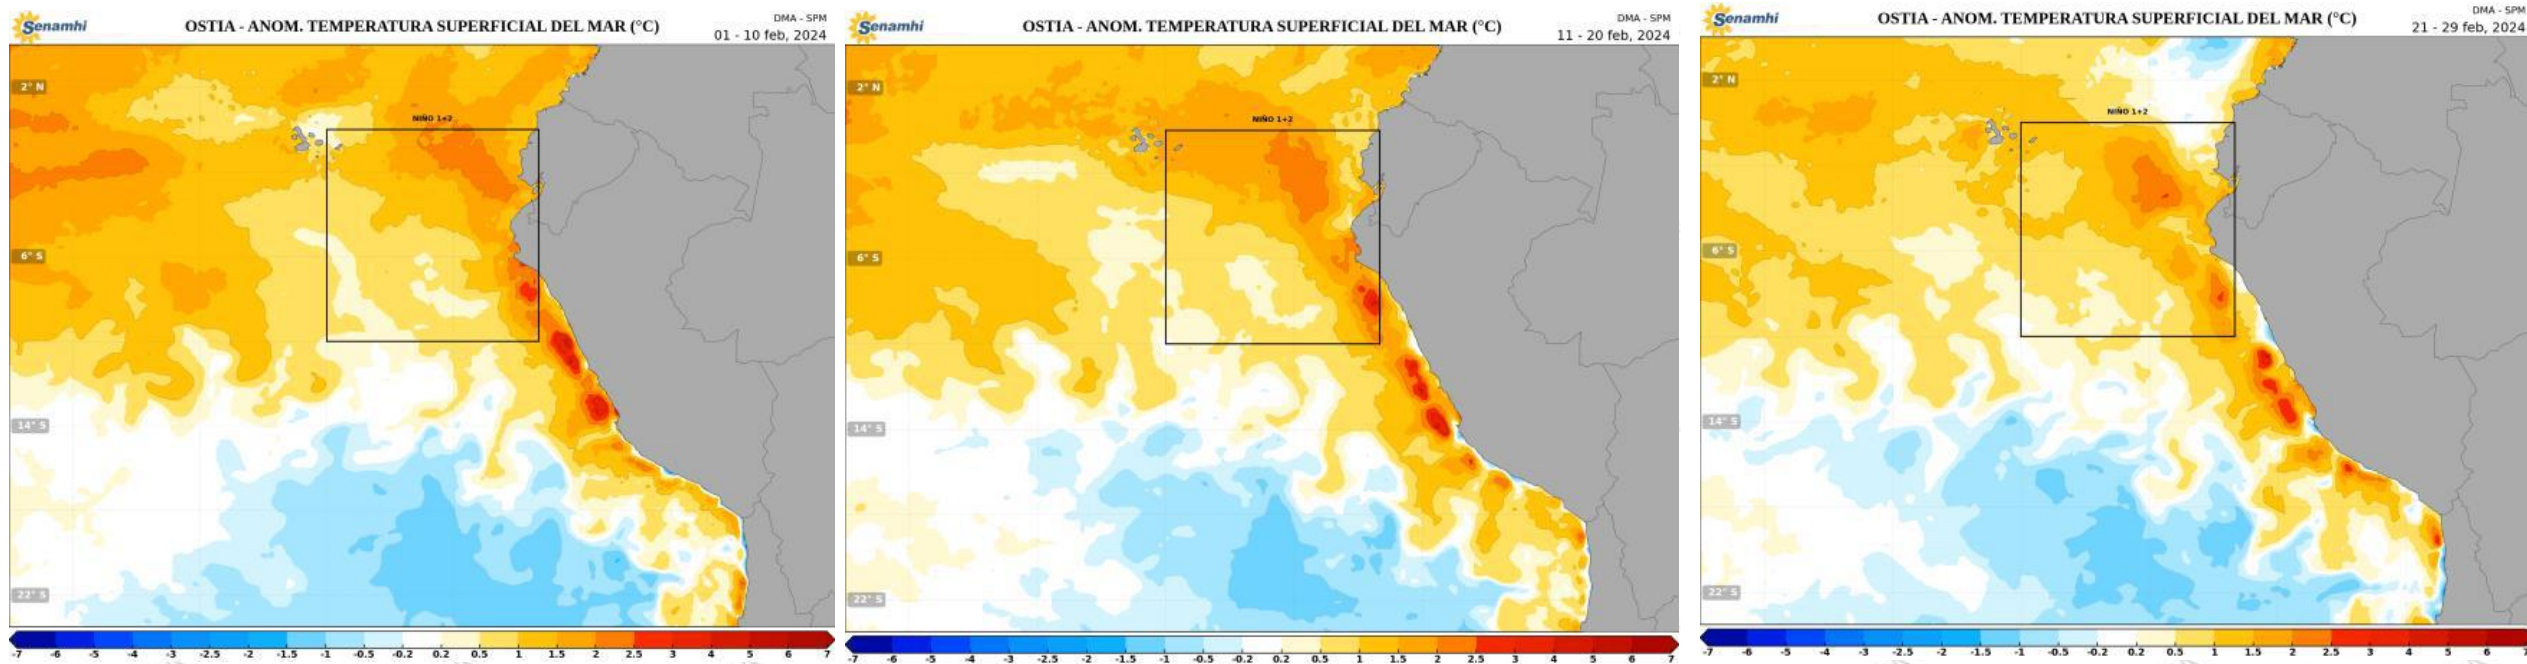 Senamhi
OSTIA - ANOM. TEMPERATURA SUPERFICIAL DEL MAR (°C)
DMA - SPM
01 - 10 feb, 2024
2° N
NIÑO 1+2
6° S
14° S
22° S
-7 -6 -5 -4 -3 -2.5 -2 -1.5 -1 -0.5 -0.2 0.2 0.5 1 1.5 2 2.5 3 4 5 6 7
Senamhi
OSTIA - ANOM. TEMPERATURA SUPERFICIAL DEL MAR (°C)
DMA - SPM
11 - 20 feb, 2024
2° N
NIÑO 1+2
6° S
14° S
22° S
-7 -6 -5 -4 -3 -2.5 -2 -1.5 -1 -0.5 -0.2 0.2 0.5 1 1.5 2 2.5 3 4 5 6 7
Senamhi
OSTIA - ANOM. TEMPERATURA SUPERFICIAL DEL MAR (°C)
DMA - SPM
21 - 29 feb, 2024
2° N
NIÑO 1+2
6° S
14° S
22° S
-7 -6 -5 -4 -3 -2.5 -2 -1.5 -1 -0.5 -0.2 0.2 0.5 1 1.5 2 2.5 3 4 5 6 7